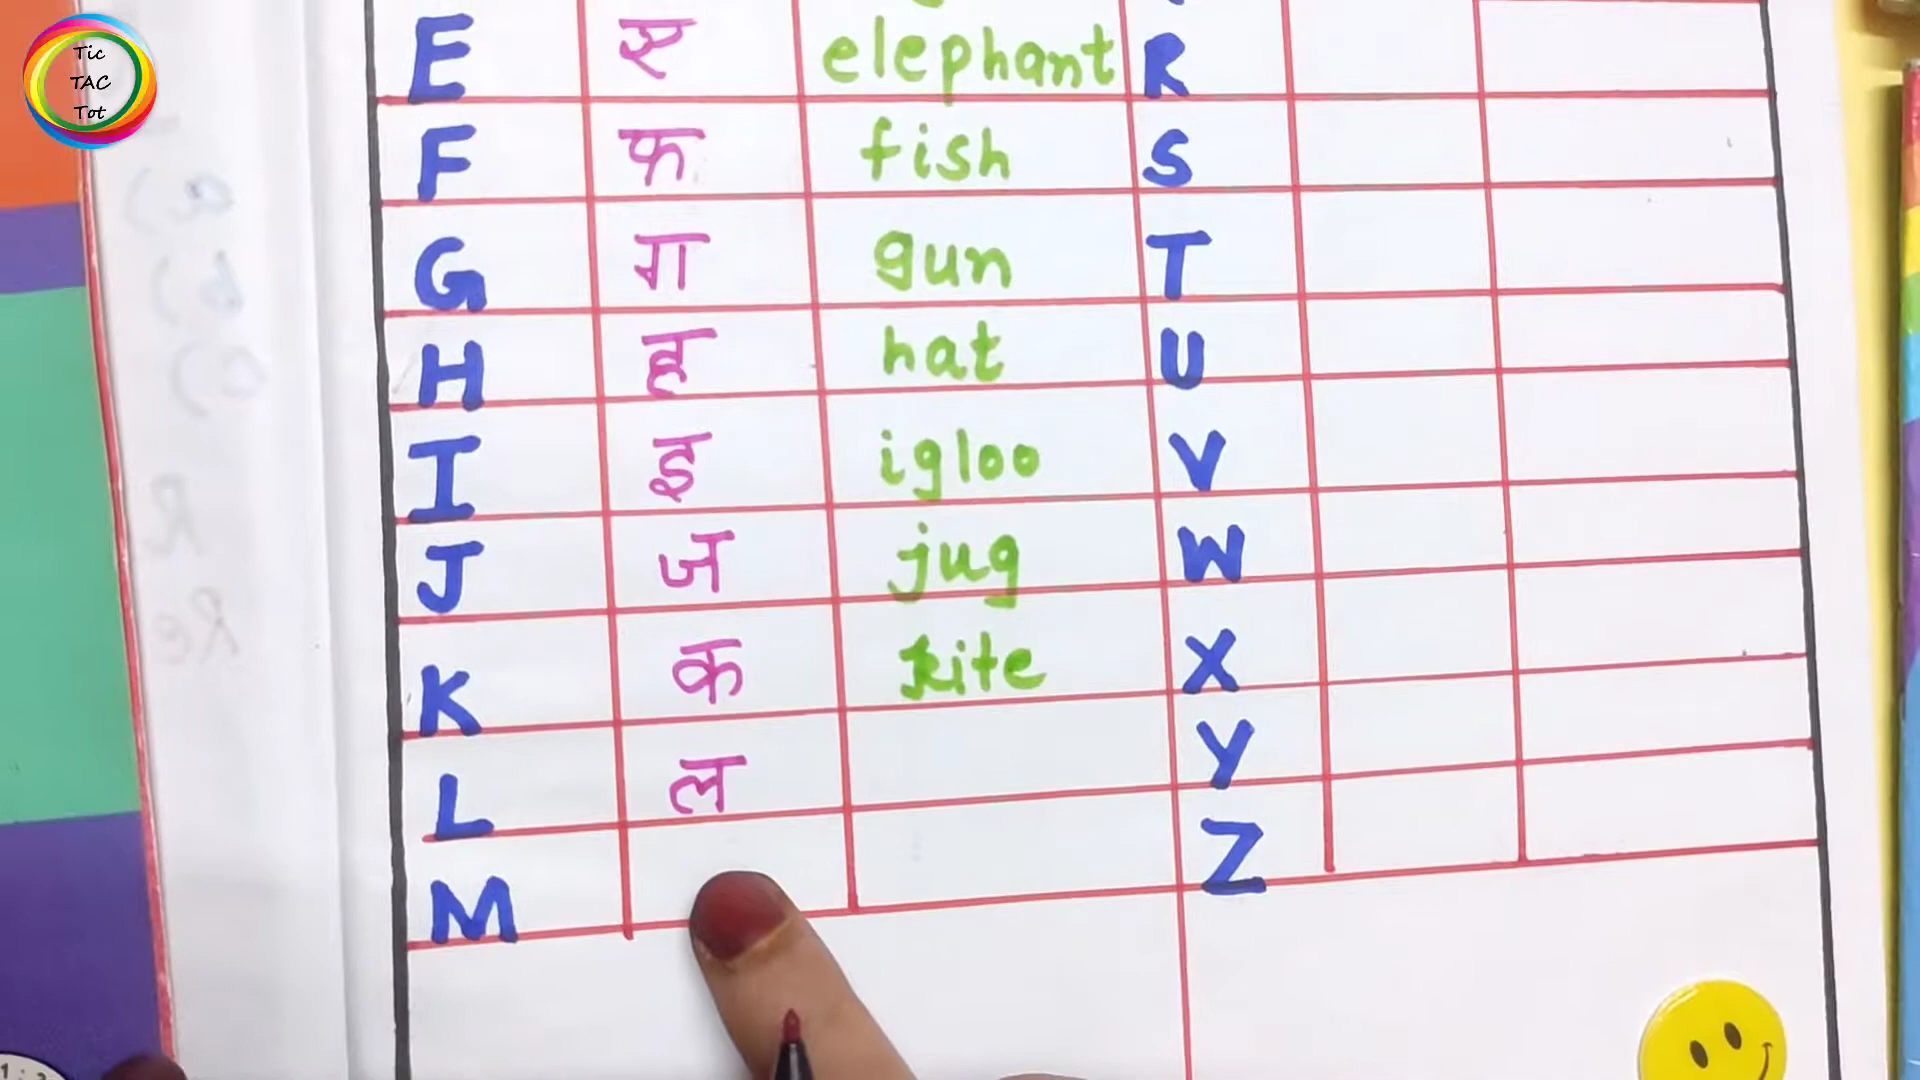 Tic
TAC
Tot
E ए elephant R
F फ fish S
G ग gun T
H ह hat U
I इ igloo V
J ज jug W
K क kite X
L ल Y
M Z